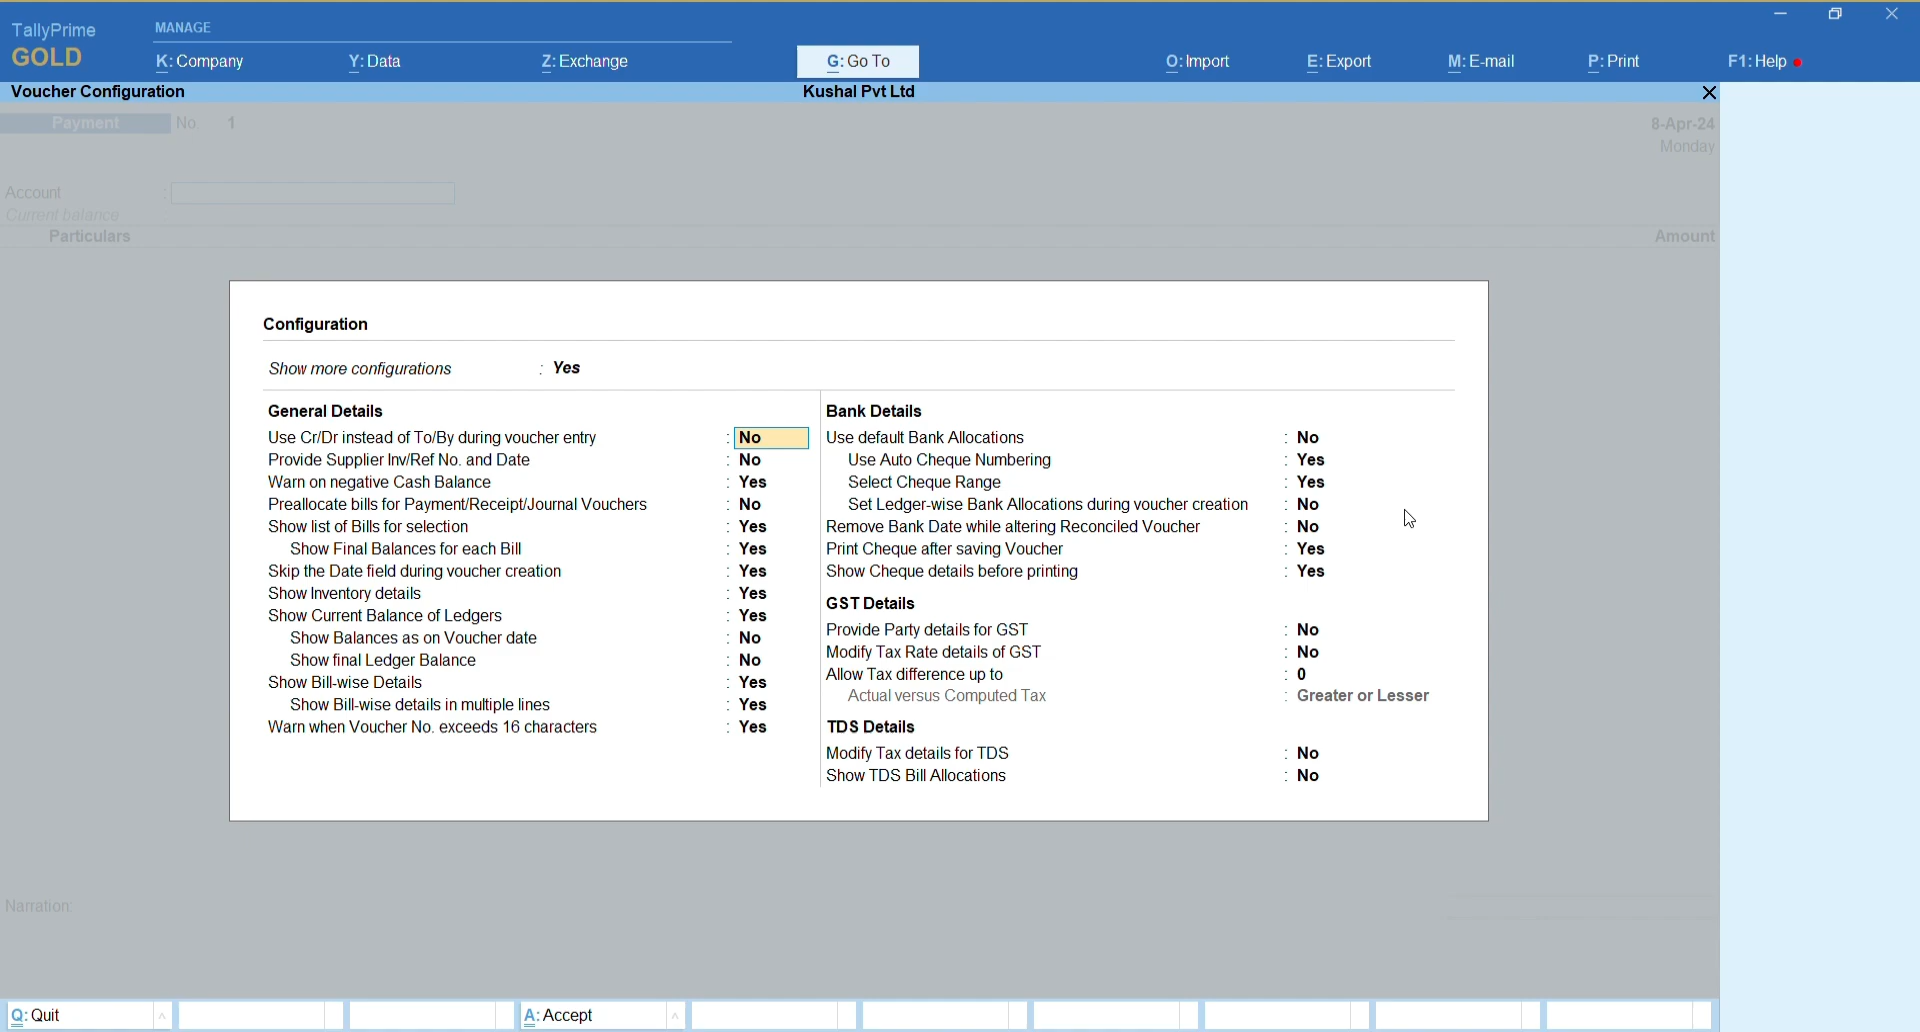 TallyPrime
GOLD
MANAGE
K: Company
Y: Data
Z: Exchange
G: Go To
O: Import
E: Export
M: E-mail
P: Print
F1: Help
Voucher Configuration
Kushal Pvt Ltd
Payment No. 1
8-Apr-24
Monday
Account :
Current balance
Particulars
Amount
Configuration
Show more configurations : Yes
General Details
Use Cr/Dr instead of To/By during voucher entry : No
Provide Supplier Inv/Ref No. and Date : No
Warn on negative Cash Balance : Yes
Preallocate bills for Payment/Receipt/Journal Vouchers : No
Show list of Bills for selection : Yes
Show Final Balances for each Bill : Yes
Skip the Date field during voucher creation : Yes
Show Inventory details : Yes
Show Current Balance of Ledgers : Yes
Show Balances as on Voucher date : No
Show final Ledger Balance : No
Show Bill-wise Details : Yes
Show Bill-wise details in multiple lines : Yes
Warn when Voucher No. exceeds 16 characters : Yes
Bank Details
Use default Bank Allocations : No
Use Auto Cheque Numbering : Yes
Select Cheque Range : Yes
Set Ledger-wise Bank Allocations during voucher creation : No
Remove Bank Date while altering Reconciled Voucher : No
Print Cheque after saving Voucher : Yes
Show Cheque details before printing : Yes
GST Details
Provide Party details for GST : No
Modify Tax Rate details of GST : No
Allow Tax difference up to : 0
Actual versus Computed Tax : Greater or Lesser
TDS Details
Modify Tax details for TDS : No
Show TDS Bill Allocations : No
Narration:
Q: Quit
A: Accept